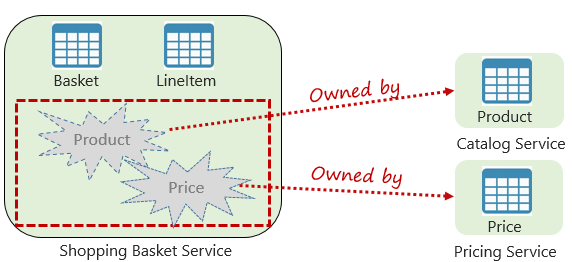 Basket
LineItem
Product
Price
Shopping Basket Service
Owned by
Owned by
Product
Catalog Service
Price
Pricing Service